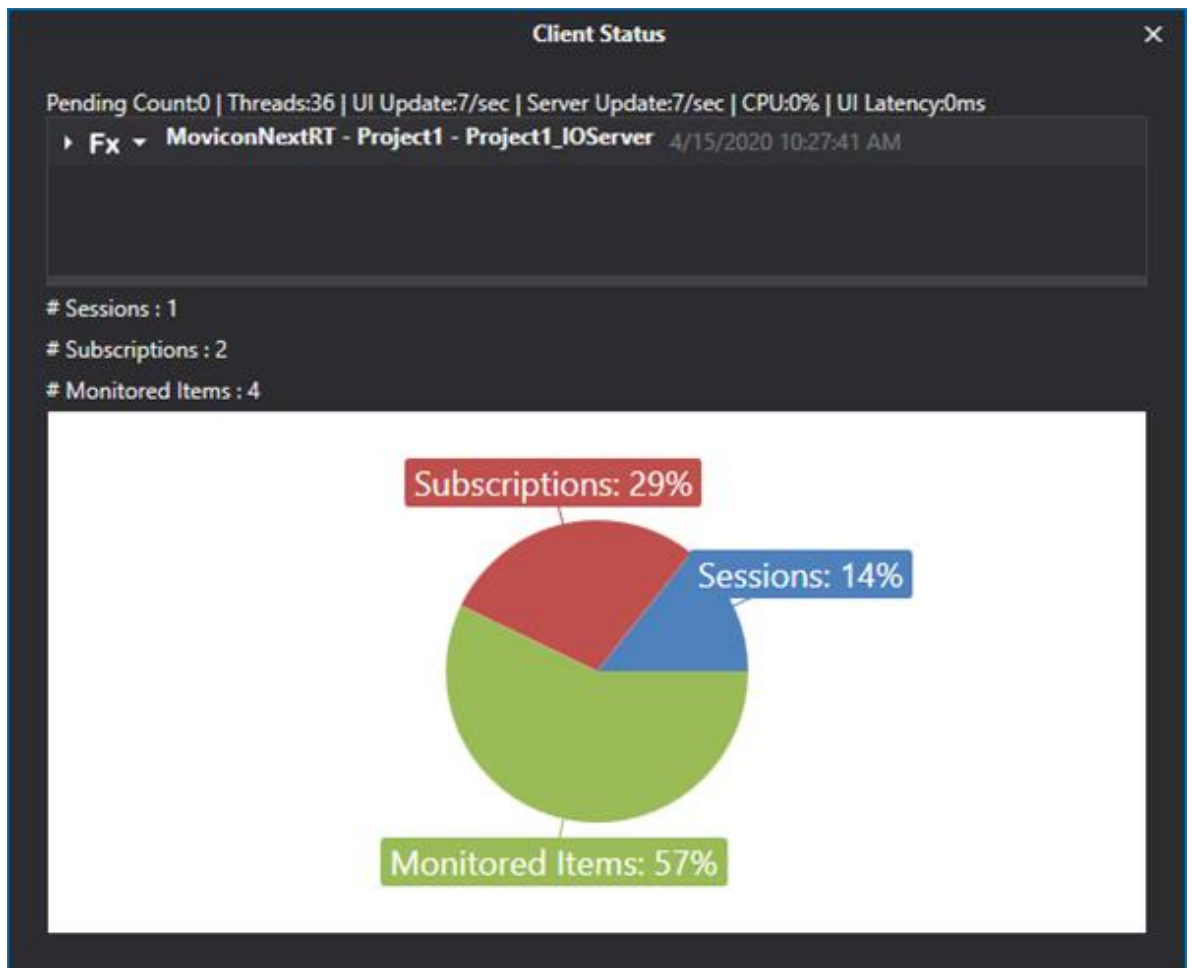 Client Status
Pending Count:0 | Threads:36 | UI Update:7/sec | Server Update:7/sec | CPU:0% | UI Latency:0ms
Fx MoviconNextRT - Project1 - Project1_IOServer 4/15/2020 10:27:41 AM
# Sessions : 1
# Subscriptions : 2
# Monitored Items : 4
Subscriptions: 29%
Sessions: 14%
Monitored Items: 57%